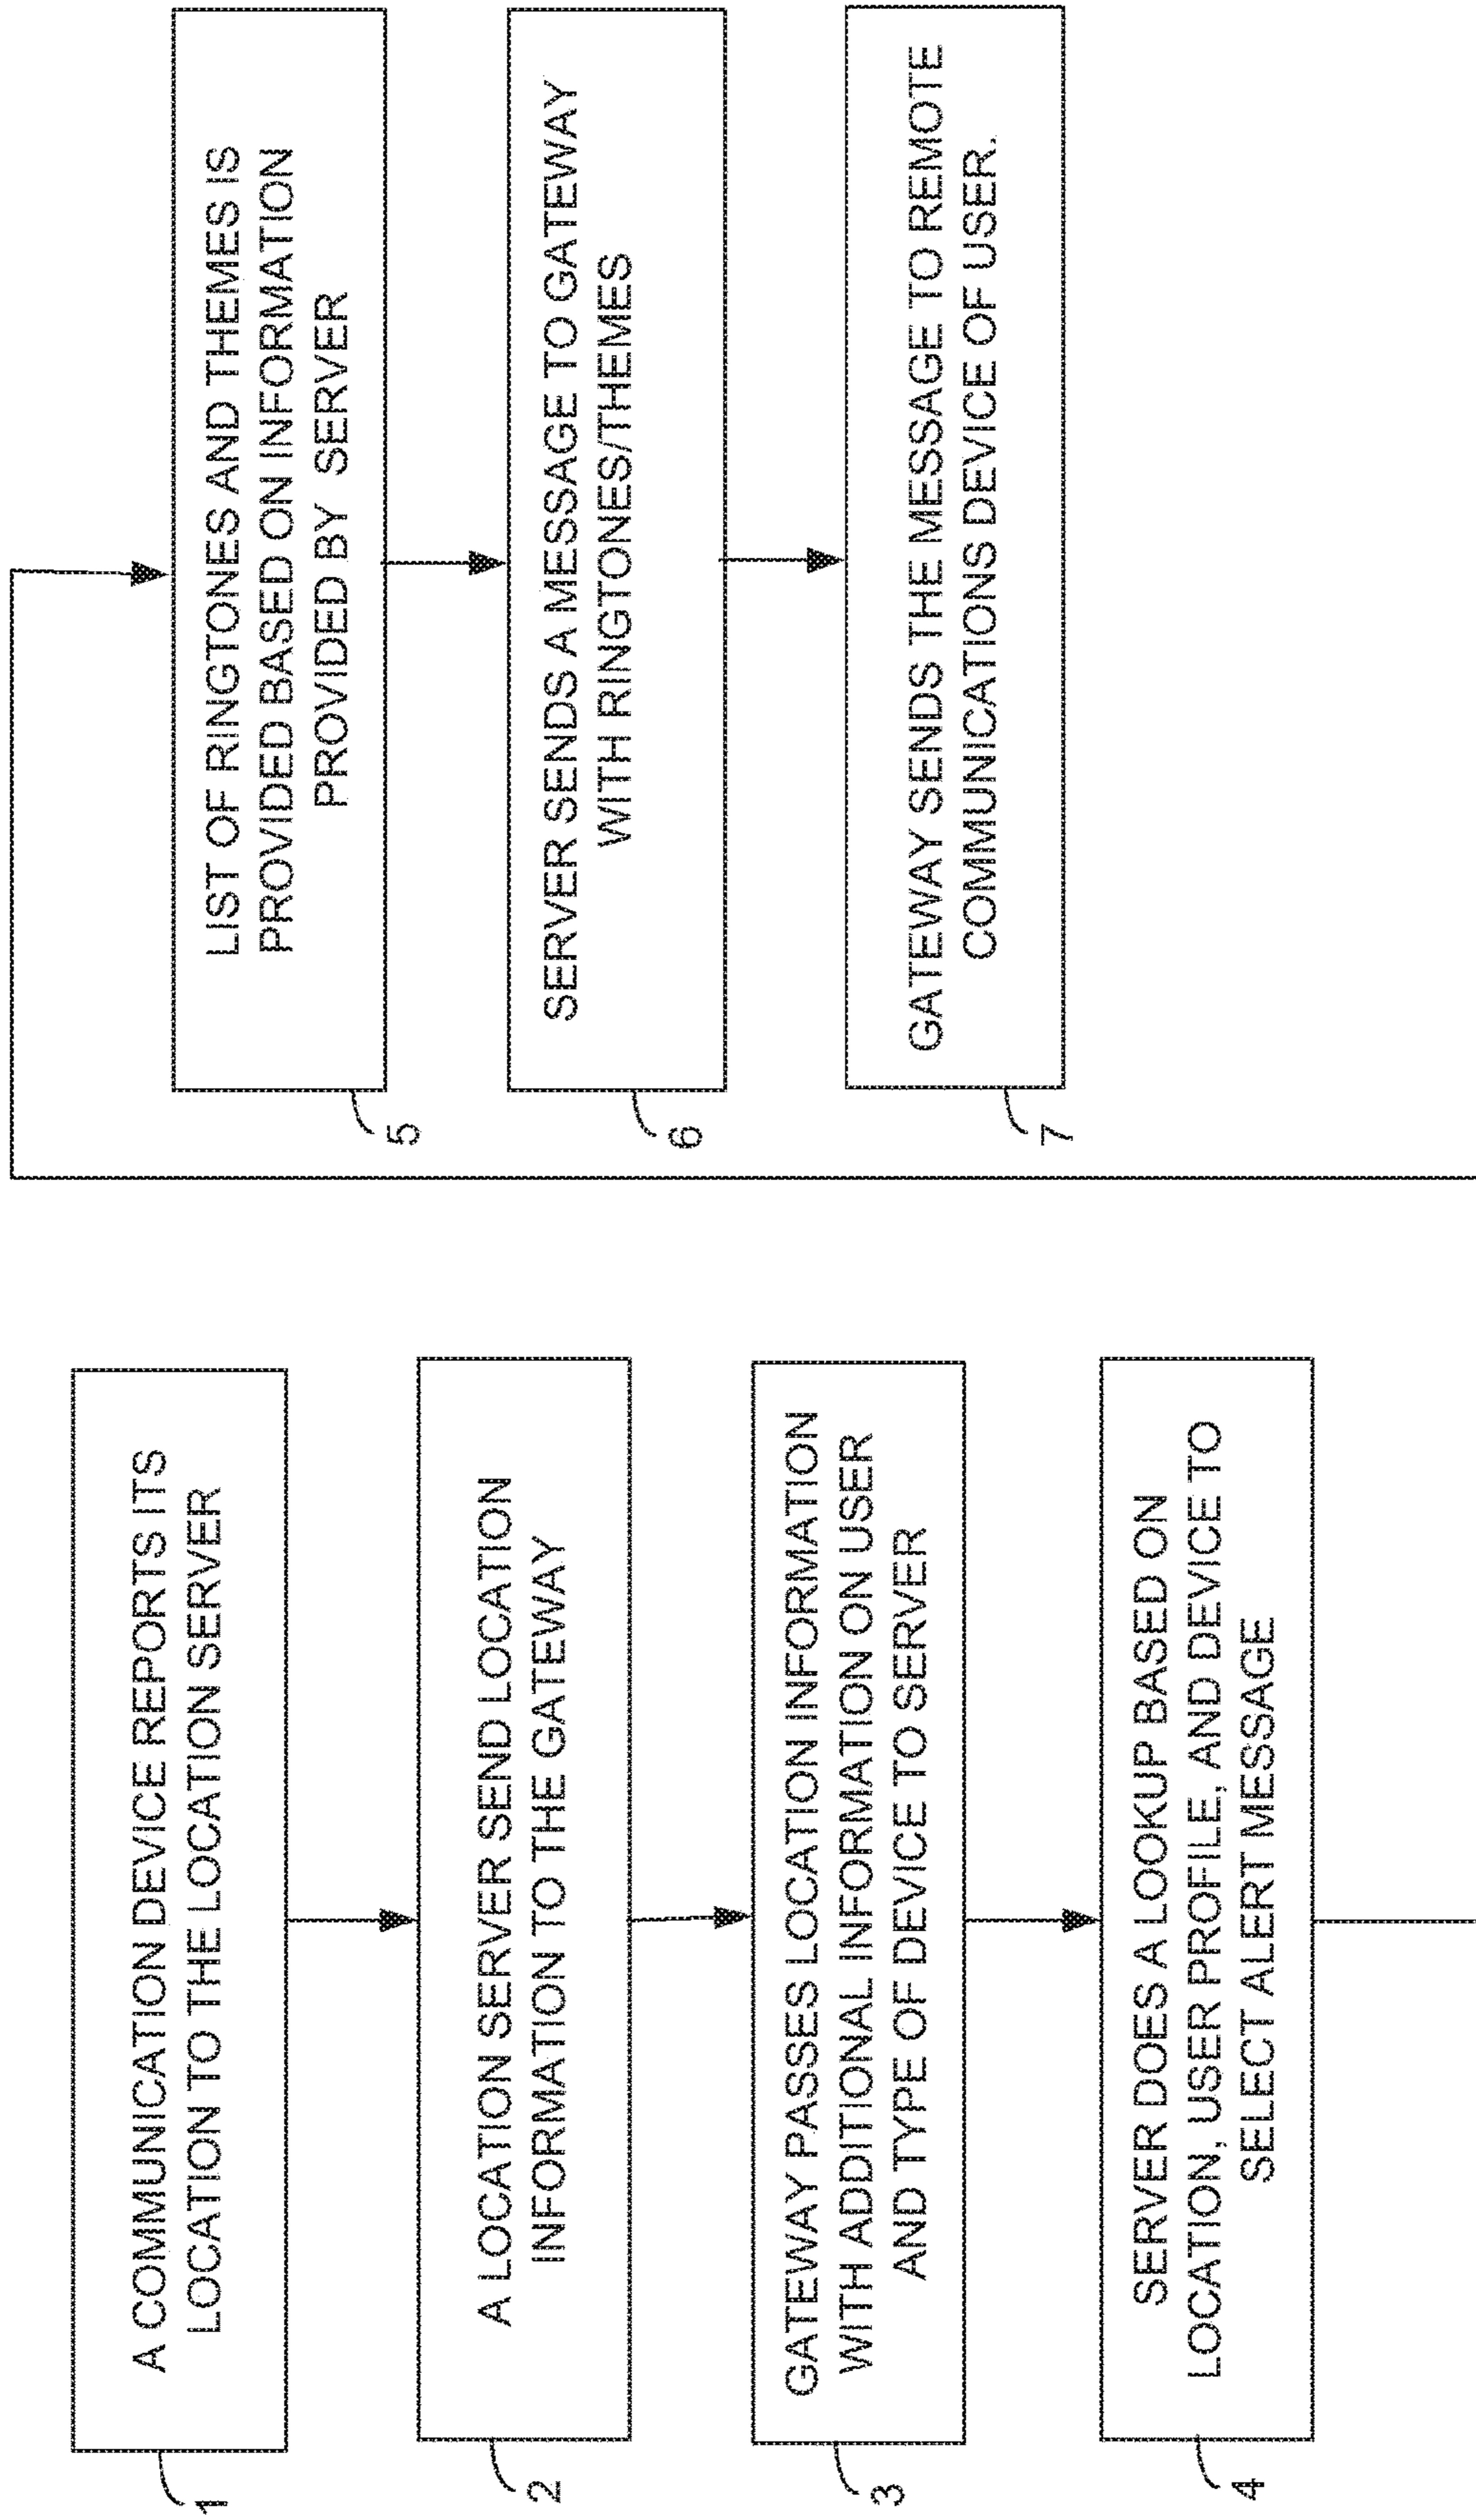 A COMMUNICATION DEVICE REPORTS ITS
LOCATION TO THE LOCATION SERVER
1
A LOCATION SERVER SEND LOCATION
INFORMATION TO THE GATEWAY
2
GATEWAY PASSES LOCATION INFORMATION
WITH ADDITIONAL INFORMATION ON USER
AND TYPE OF DEVICE TO SERVER
3
SERVER DOES A LOOKUP BASED ON
LOCATION, USER PROFILE, AND DEVICE TO
SELECT ALERT MESSAGE
4
LIST OF RINGTONES AND THEMES IS
PROVIDED BASED ON INFORMATION
PROVIDED BY SERVER
5
SERVER SENDS A MESSAGE TO GATEWAY
WITH RINGTONES/THEMES
6
GATEWAY SENDS THE MESSAGE TO REMOTE
COMMUNICATIONS DEVICE OF USER.
7